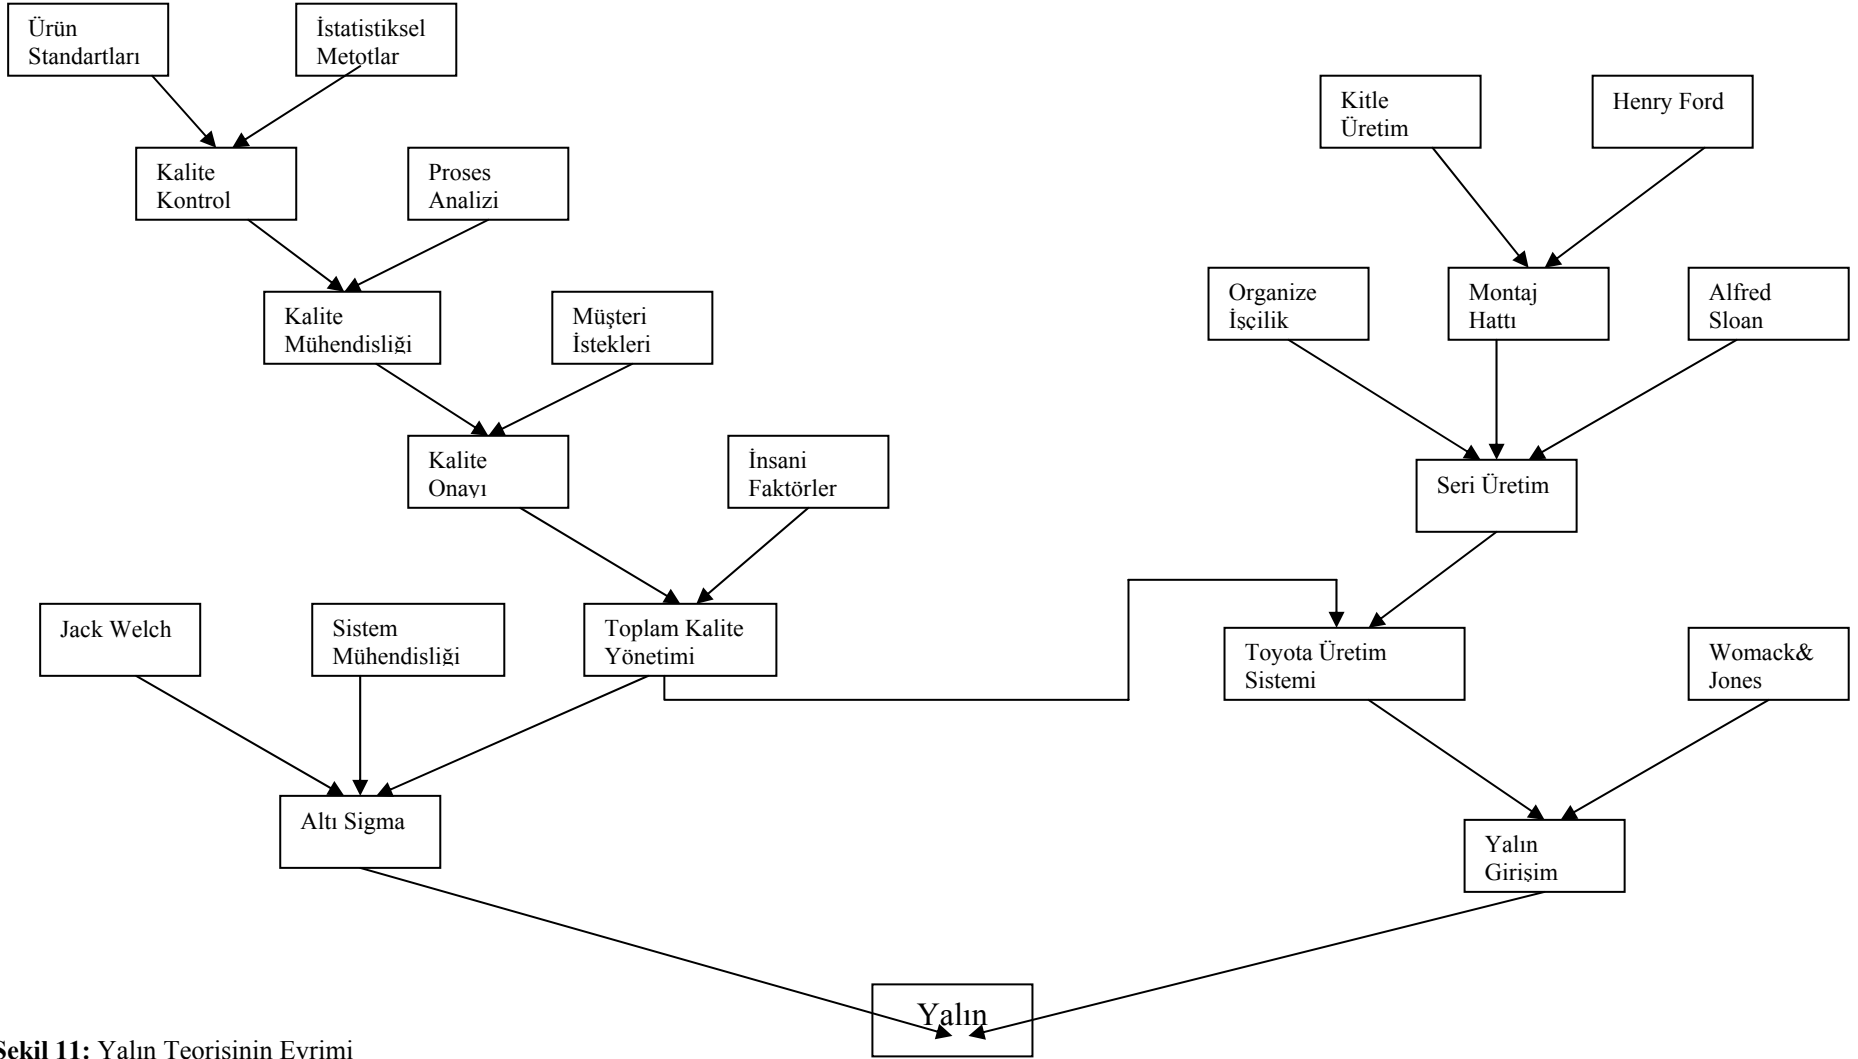 Ürün
Standartları
İstatistiksel
Metotlar
Kitle
Üretim
Henry Ford
Kalite
Kontrol
Proses
Analizi
Organize
İşçilik
Montaj
Hattı
Alfred
Sloan
Kalite
Mühendisliği
Müşteri
İstekleri
Kalite
Onayı
İnsani
Faktörler
Seri Üretim
Jack Welch
Sistem
Mühendisliği
Toplam Kalite
Yönetimi
Toyota Üretim
Sistemi
Womack&
Jones
Altı Sigma
Yalın
Girişim
Yalın
Şekil 11: Yalın Teorisinin Evrimi